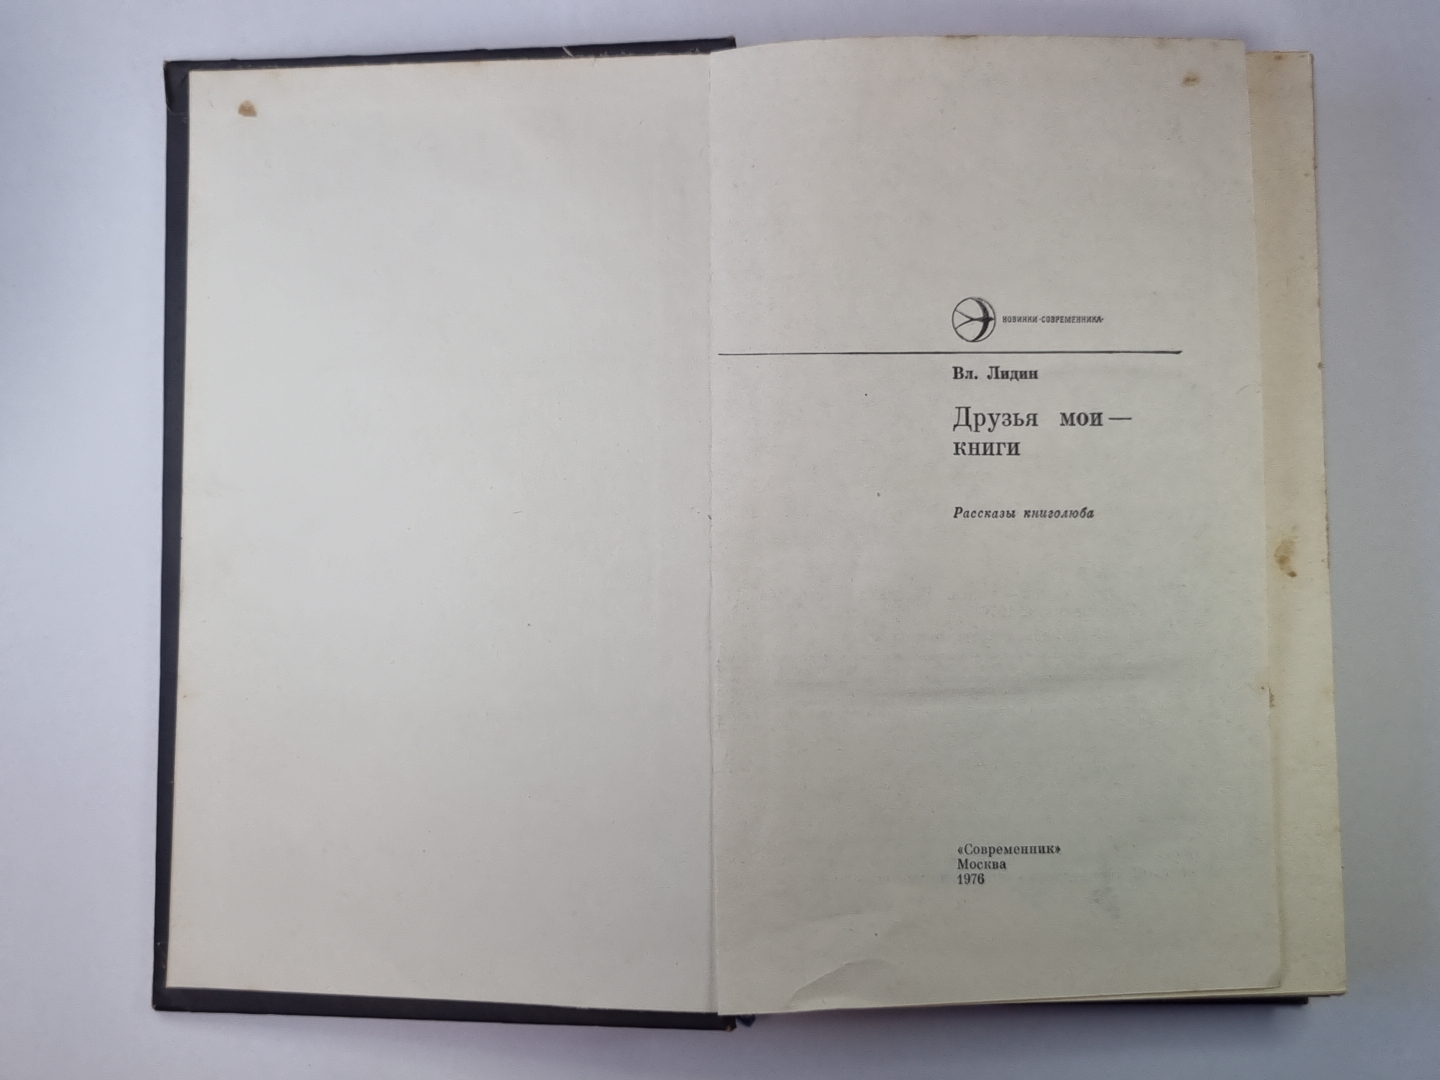 НОВИНКИ «СОВРЕМЕННИКА»
Вл. Лидин
Друзья мои —
книги
Рассказы книголюба
«Современник»
Москва
1976